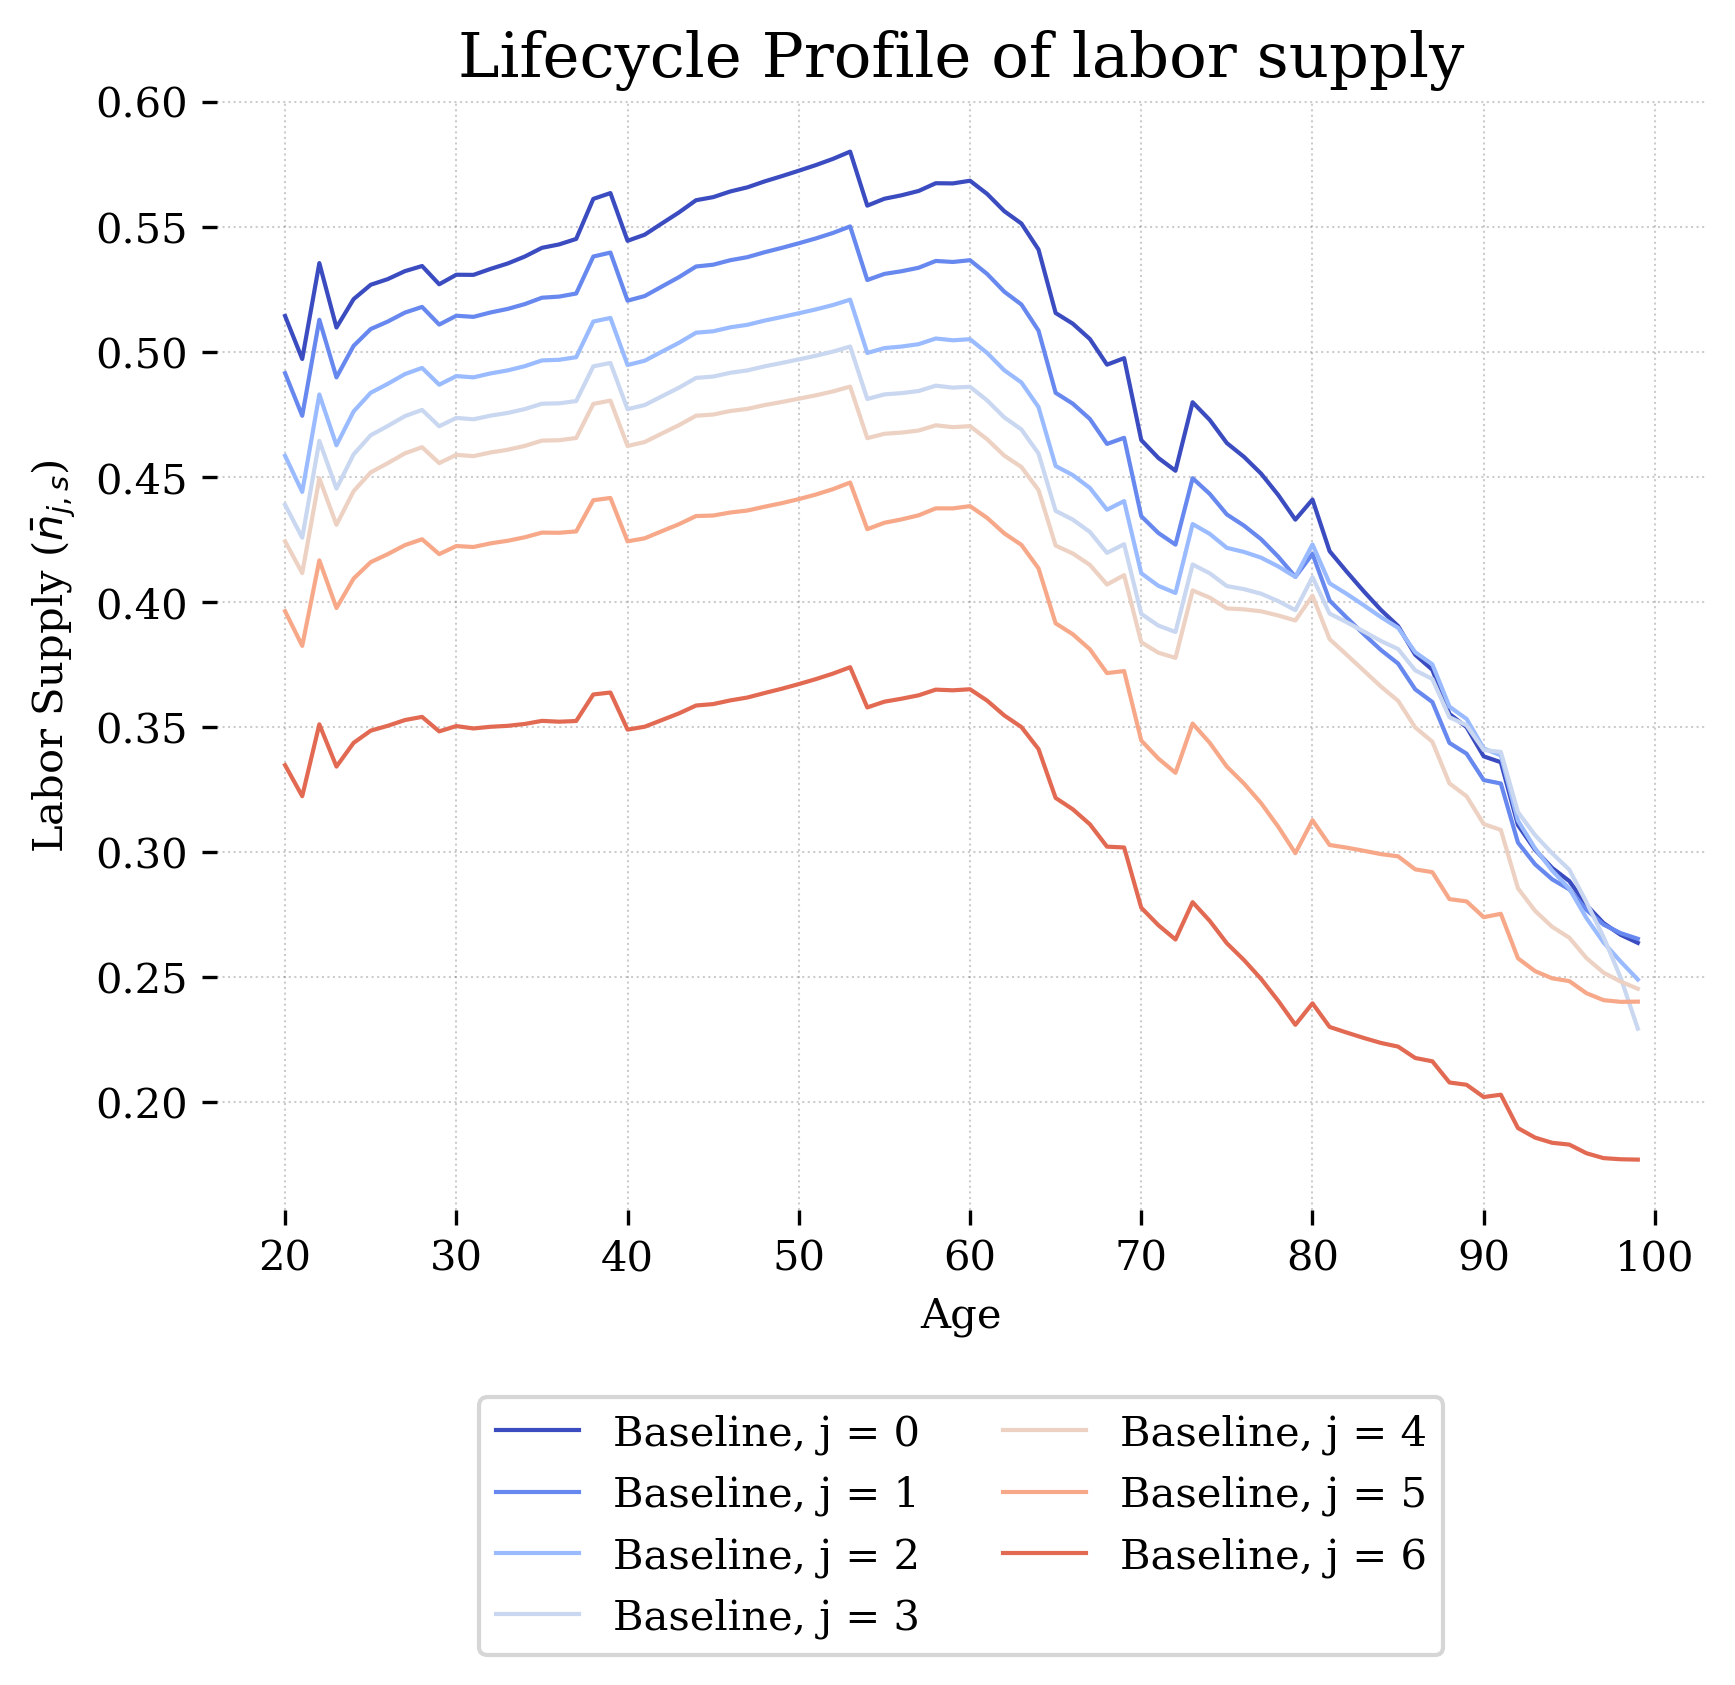 Lifecycle Profile of labor supply
Labor Supply ($\bar{n}_{j,s}$)
0.60
0.55
0.50
0.45
0.40
0.35
0.30
0.25
0.20
20 30 40 50 60 70 80 90 100
Age
Baseline, j = 0
Baseline, j = 1
Baseline, j = 2
Baseline, j = 3
Baseline, j = 4
Baseline, j = 5
Baseline, j = 6